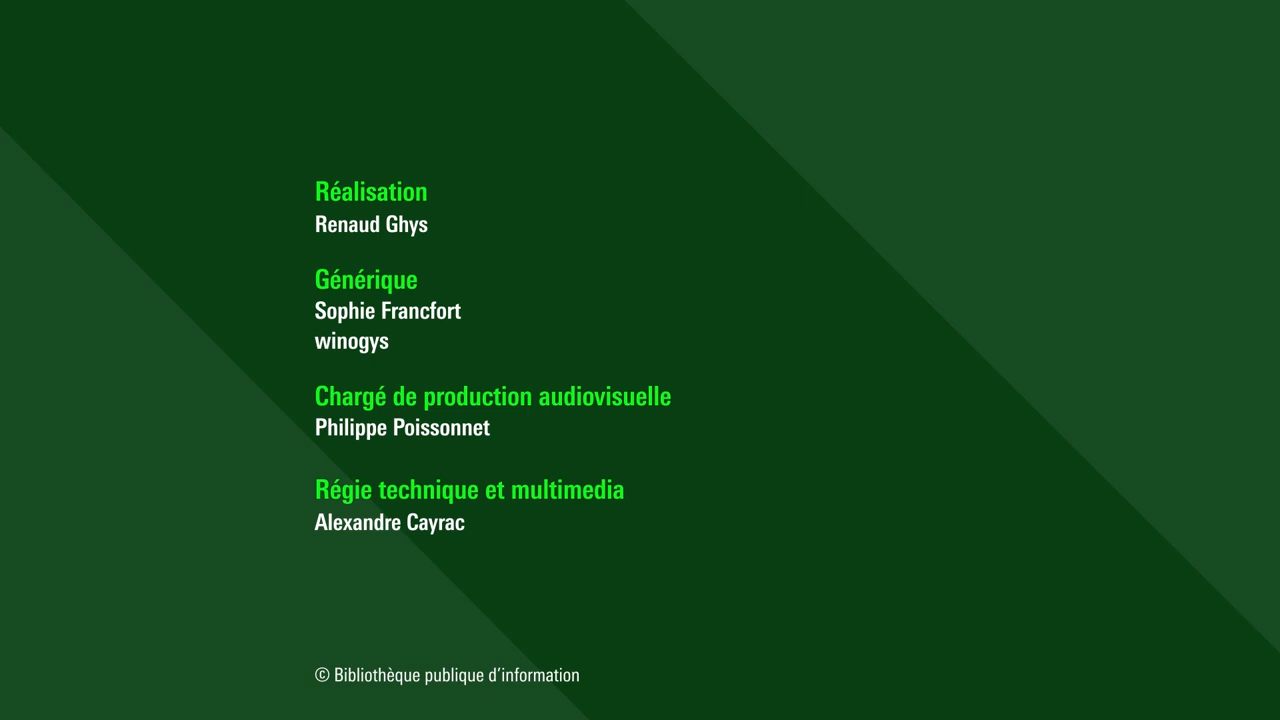 Réalisation
Renaud Ghys
Générique
Sophie Francfort
winogys
Chargé de production audiovisuelle
Philippe Poissonnet
Régie technique et multimedia
Alexandre Cayrac
© Bibliothèque publique d’information